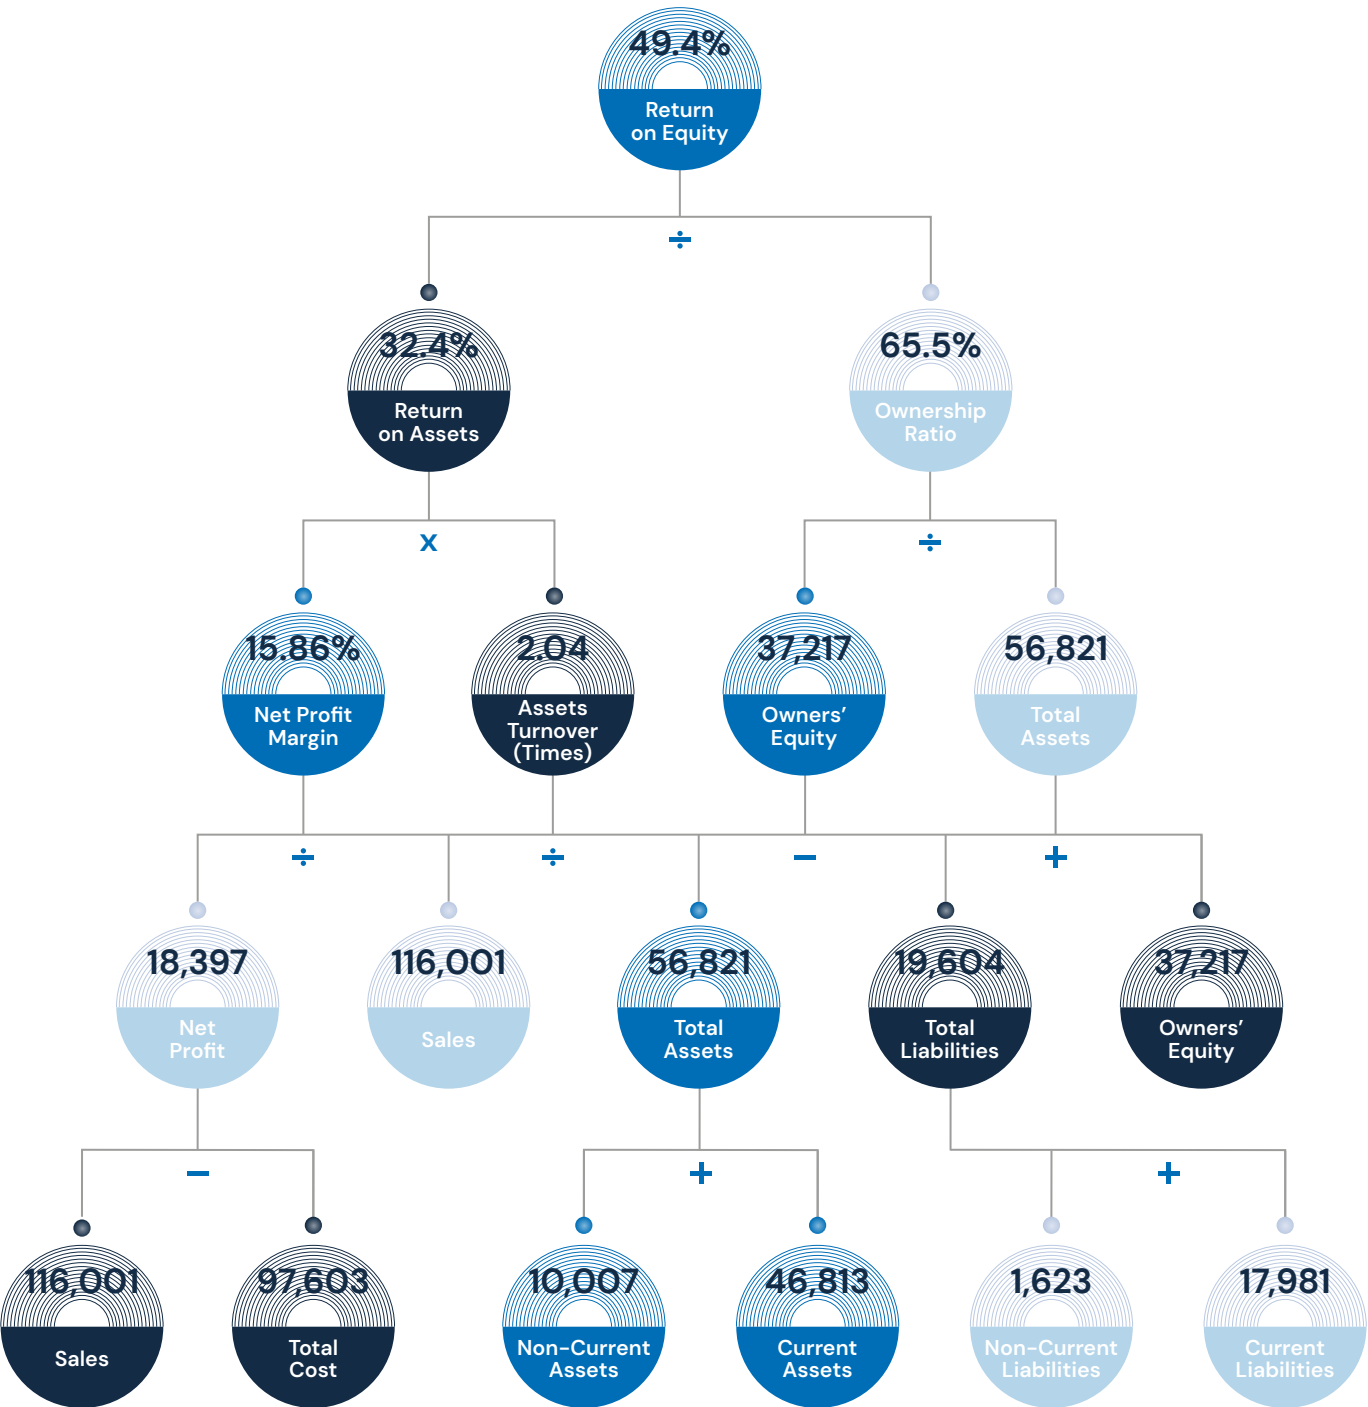 49.4%
Return
on Equity
÷
32.4%
Return
on Assets
65.5%
Ownership
Ratio
x
÷
15.86%
Net Profit
Margin
2.04
Assets
Turnover
(Times)
37,217
Owners’
Equity
56,821
Total
Assets
÷
÷
−
+
18,397
Net
Profit
116,001
Sales
56,821
Total
Assets
19,604
Total
Liabilities
37,217
Owners’
Equity
−
+
+
116,001
Sales
97,603
Total
Cost
10,007
Non-Current
Assets
46,813
Current
Assets
1,623
Non-Current
Liabilities
17,981
Current
Liabilities